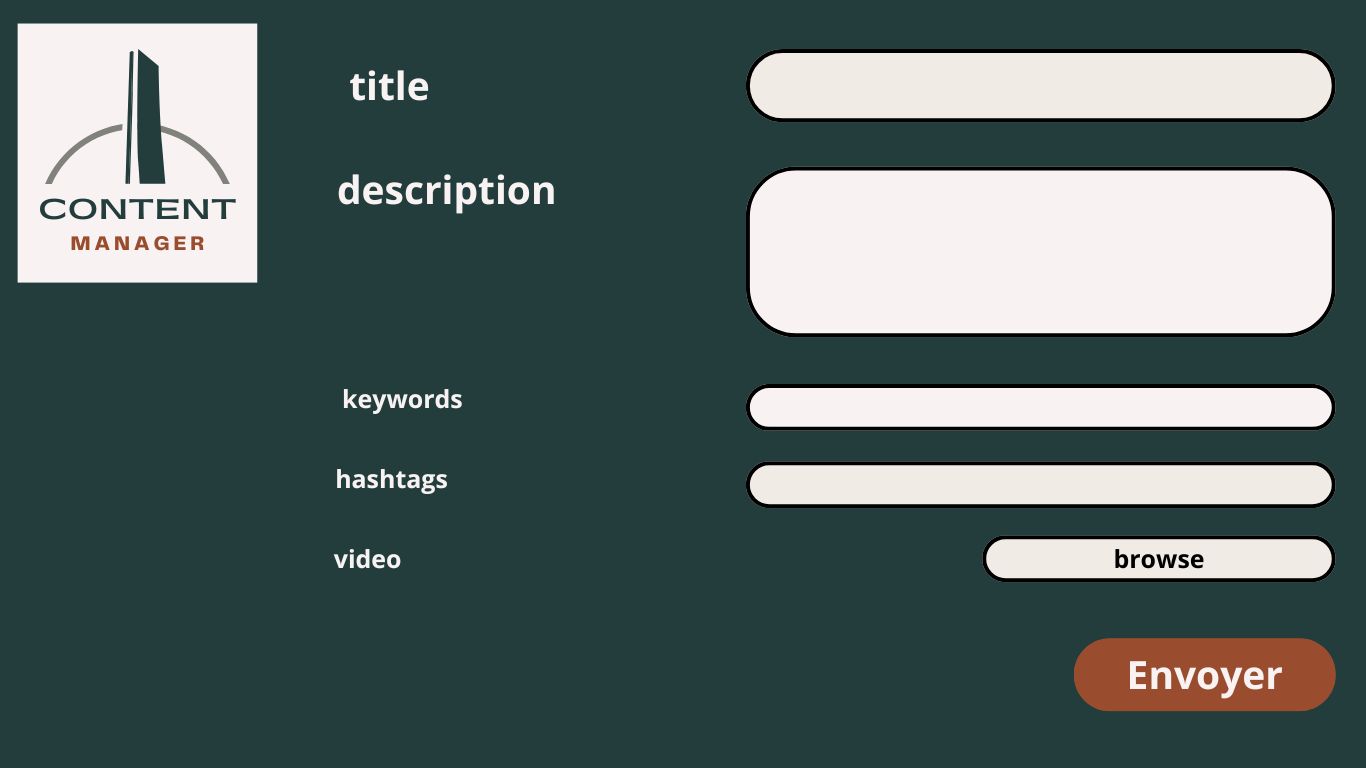 CONTENT
MANAGER
title
description
keywords
hashtags
video
browse
Envoyer